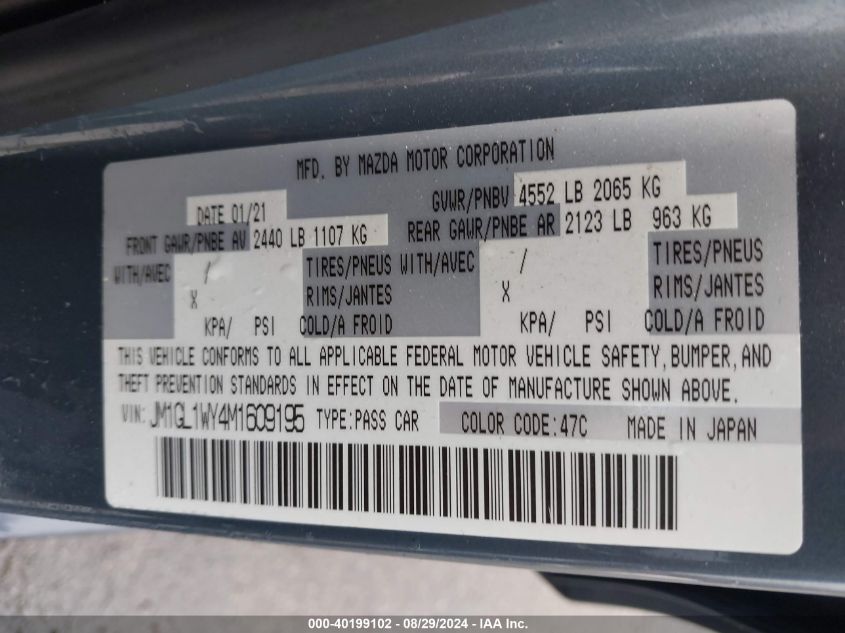 MFD. BY MAZDA MOTOR CORPORATION
DATE 01/21 GVWR/PNBV 4552 LB 2065 KG
FRONT GAWR/PNBE AV 2440 LB 1107 KG REAR GAWR/PNBE AR 2123 LB 963 KG
WITH/AVEC / TIRES/PNEUS WITH/AVEC / TIRES/PNEUS
X RIMS/JANTES X RIMS/JANTES
KPA/ PSI COLD/A FROID KPA/ PSI COLD/A FROID
THIS VEHICLE CONFORMS TO ALL APPLICABLE FEDERAL MOTOR VEHICLE SAFETY, BUMPER, AND
THEFT PREVENTION STANDARDS IN EFFECT ON THE DATE OF MANUFACTURE SHOWN ABOVE.
VIN: JM1GL1WY4M1609195 TYPE:PASS CAR COLOR CODE:47C MADE IN JAPAN
000-40199102 - 08/29/2024 - IAA Inc.